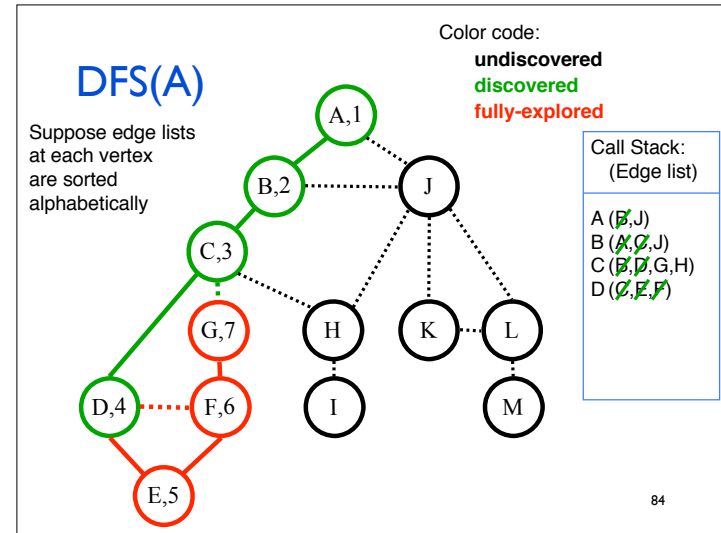 Color code:
undiscovered
discovered
fully-explored
DFS(A)
Suppose edge lists
at each vertex
are sorted
alphabetically
A,1
B,2
J
C,3
G,7
H
K
L
D,4
F,6
I
M
E,5
Call Stack:
(Edge list)
A (B,J)
B (A,C,J)
C (B,D,G,H)
D (C,E,F)
84